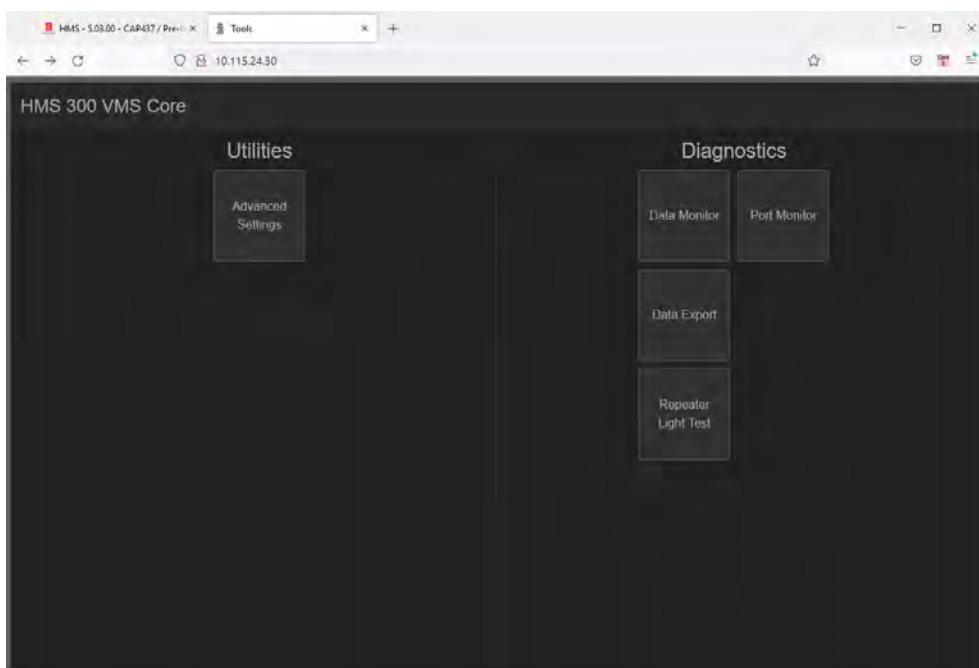 HMS - 5.03.00 - CAP437 / Pre-l
Tools
10.115.24.30
HMS 300 VMS Core
Utilities
Diagnostics
Advanced
Settings
Data Monitor
Port Monitor
Data Export
Repeater
Light Test